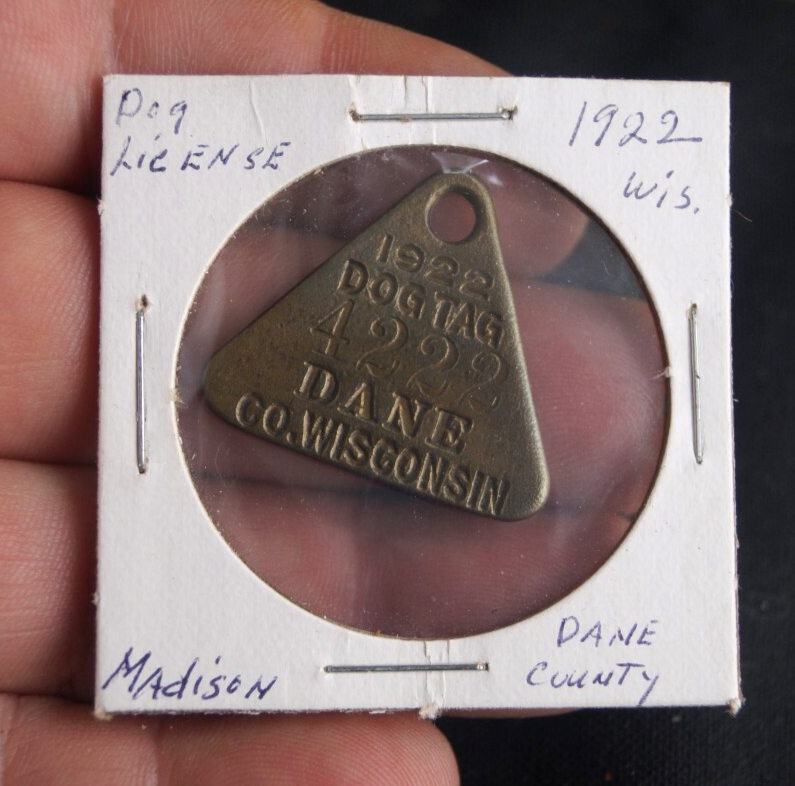 Dog
LICENSE
1922
Wis.
1922
DOG TAG
4222
DANE
CO. WISCONSIN
Madison
DANE
COUNTY